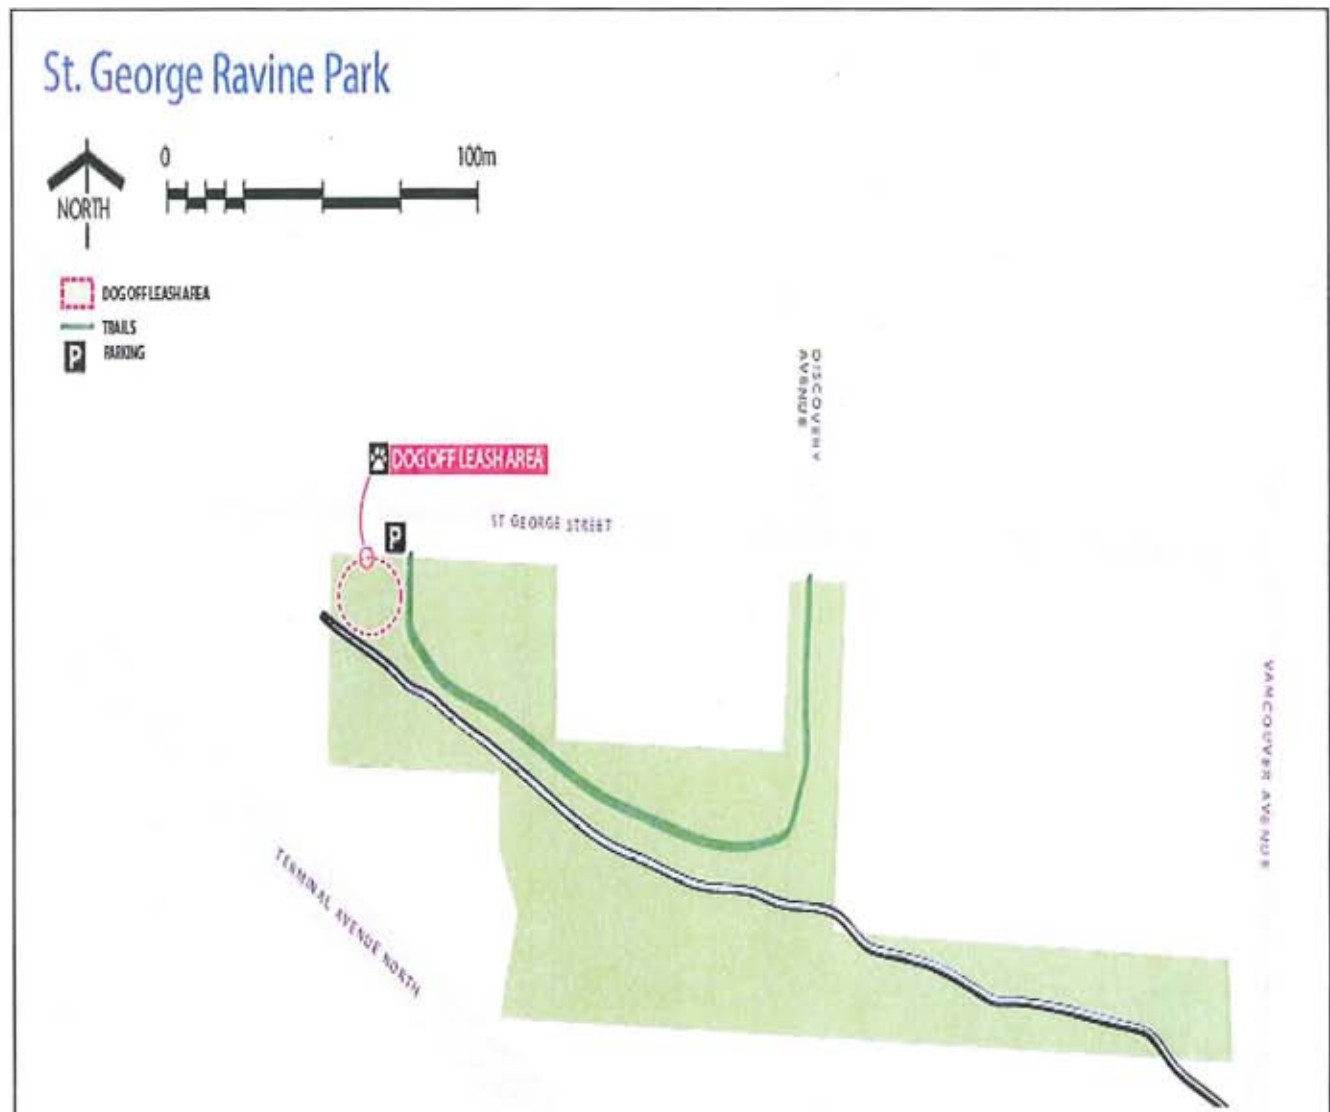 St. George Ravine Park
0 100m
NORTH
DOG OFF LEASH AREA
TRAILS
P PARKING
DISCOVERY
AVENUE
DOG OFF LEASH AREA
ST GEORGE STREET
P
VANCOUVER AVENUE
TERMINAL AVENUE NORTH